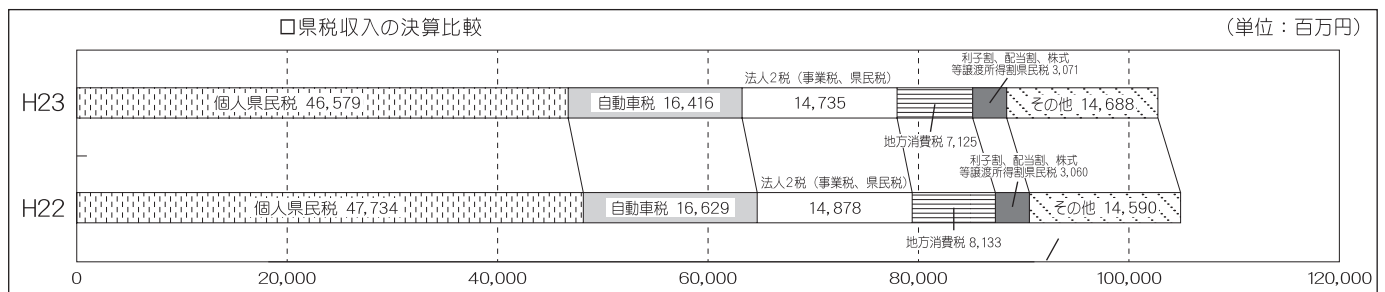 □県税収入の決算比較
(単位：百万円)
利子割、配当割、株式
等譲渡所得割県民税 3,071
法人2税（事業税、県民税）
H23
個人県民税 46,579
自動車税 16,416
14,735
その他 14,688
地方消費税 7,125
利子割、配当割、株式
等譲渡所得割県民税 3,060
法人2税（事業税、県民税）
H22
個人県民税 47,734
自動車税 16,629
14,878
その他 14,590
地方消費税 8,133
0
20,000
40,000
60,000
80,000
100,000
120,000